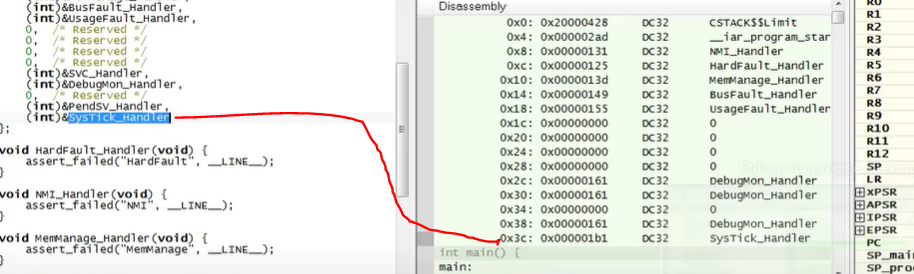 (int)&BusFault_Handler,
(int)&UsageFault_Handler,
0, /* Reserved */
0, /* Reserved */
0, /* Reserved */
0, /* Reserved */
(int)&SVC_Handler,
(int)&DebugMon_Handler,
0, /* Reserved */
(int)&PendSV_Handler,
(int)&SysTick_Handler
};
void HardFault_Handler(void) {
assert_failed("HardFault", __LINE__);
}
void NMI_Handler(void) {
assert_failed("NMI", __LINE__);
}
void MemManage_Handler(void) {
assert_failed("MemManage", __LINE__);
}
Disassembly
0x0: 0x20000428 DC32 CSTACK$$Limit
0x4: 0x000002ad DC32 __iar_program_star
0x8: 0x00000131 DC32 NMI_Handler
0xc: 0x00000125 DC32 HardFault_Handler
0x10: 0x0000013d DC32 MemManage_Handler
0x14: 0x00000149 DC32 BusFault_Handler
0x18: 0x00000155 DC32 UsageFault_Handler
0x1c: 0x00000000 DC32 0
0x20: 0x00000000 DC32 0
0x24: 0x00000000 DC32 0
0x28: 0x00000000 DC32 0
0x2c: 0x00000161 DC32 DebugMon_Handler
0x30: 0x00000161 DC32 DebugMon_Handler
0x34: 0x00000000 DC32 0
0x38: 0x00000161 DC32 DebugMon_Handler
0x3c: 0x000001b1 DC32 SysTick_Handler
int main() {
main:
R0
R1
R2
R3
R4
R5
R6
R7
R8
R9
R10
R11
R12
SP
LR
xPSR
APSR
IPSR
EPSR
PC
SP_mai
SP_pro